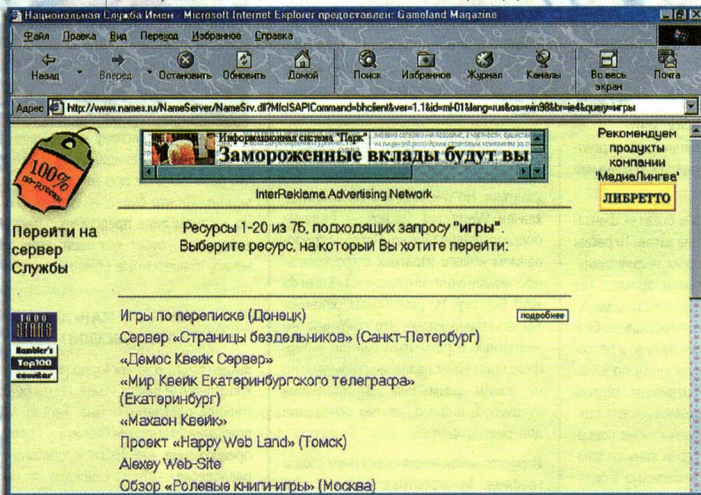 Национальная Служба Имен - Microsoft Internet Explorer предоставлен: Gameland Magazine
Файл Правка Вид Переход Избранное Справка
Назад Вперед Остановить Обновить Домой Поиск Избранное Журнал Каналы Во весь экран Почта
Адрес http://www.names.ru/NameServer/NameSrv.dll?MfcISAPICommand=bhclient&ver=1.1&id=ml-01&lang=rus&os=win98&br=ie4&query=игры
100%
по-русски
Перейти на
сервер
Службы
Информационная система "Парк"
Замороженные вклады будут вы
InterReklama Advertising Network
Рекомендуем
продукты
компании
'МедиаЛингва'
ЛИБРЕТТО
Ресурсы 1-20 из 75, подходящих запросу "игры".
Выберите ресурс, на который Вы хотите перейти:
1000
STARS
Rambler's
Top100
counter
Игры по переписке (Донецк)
подробнее
Сервер «Страницы бездельников» (Санкт-Петербург)
«Демос Квейк Сервер»
«Мир Квейк Екатеринбургского телеграфа»
(Екатеринбург)
«Махаон Квейк»
Проект «Happy Web Land» (Томск)
Alexey Web-Site
Обзор «Ролевые книги-игры» (Москва)